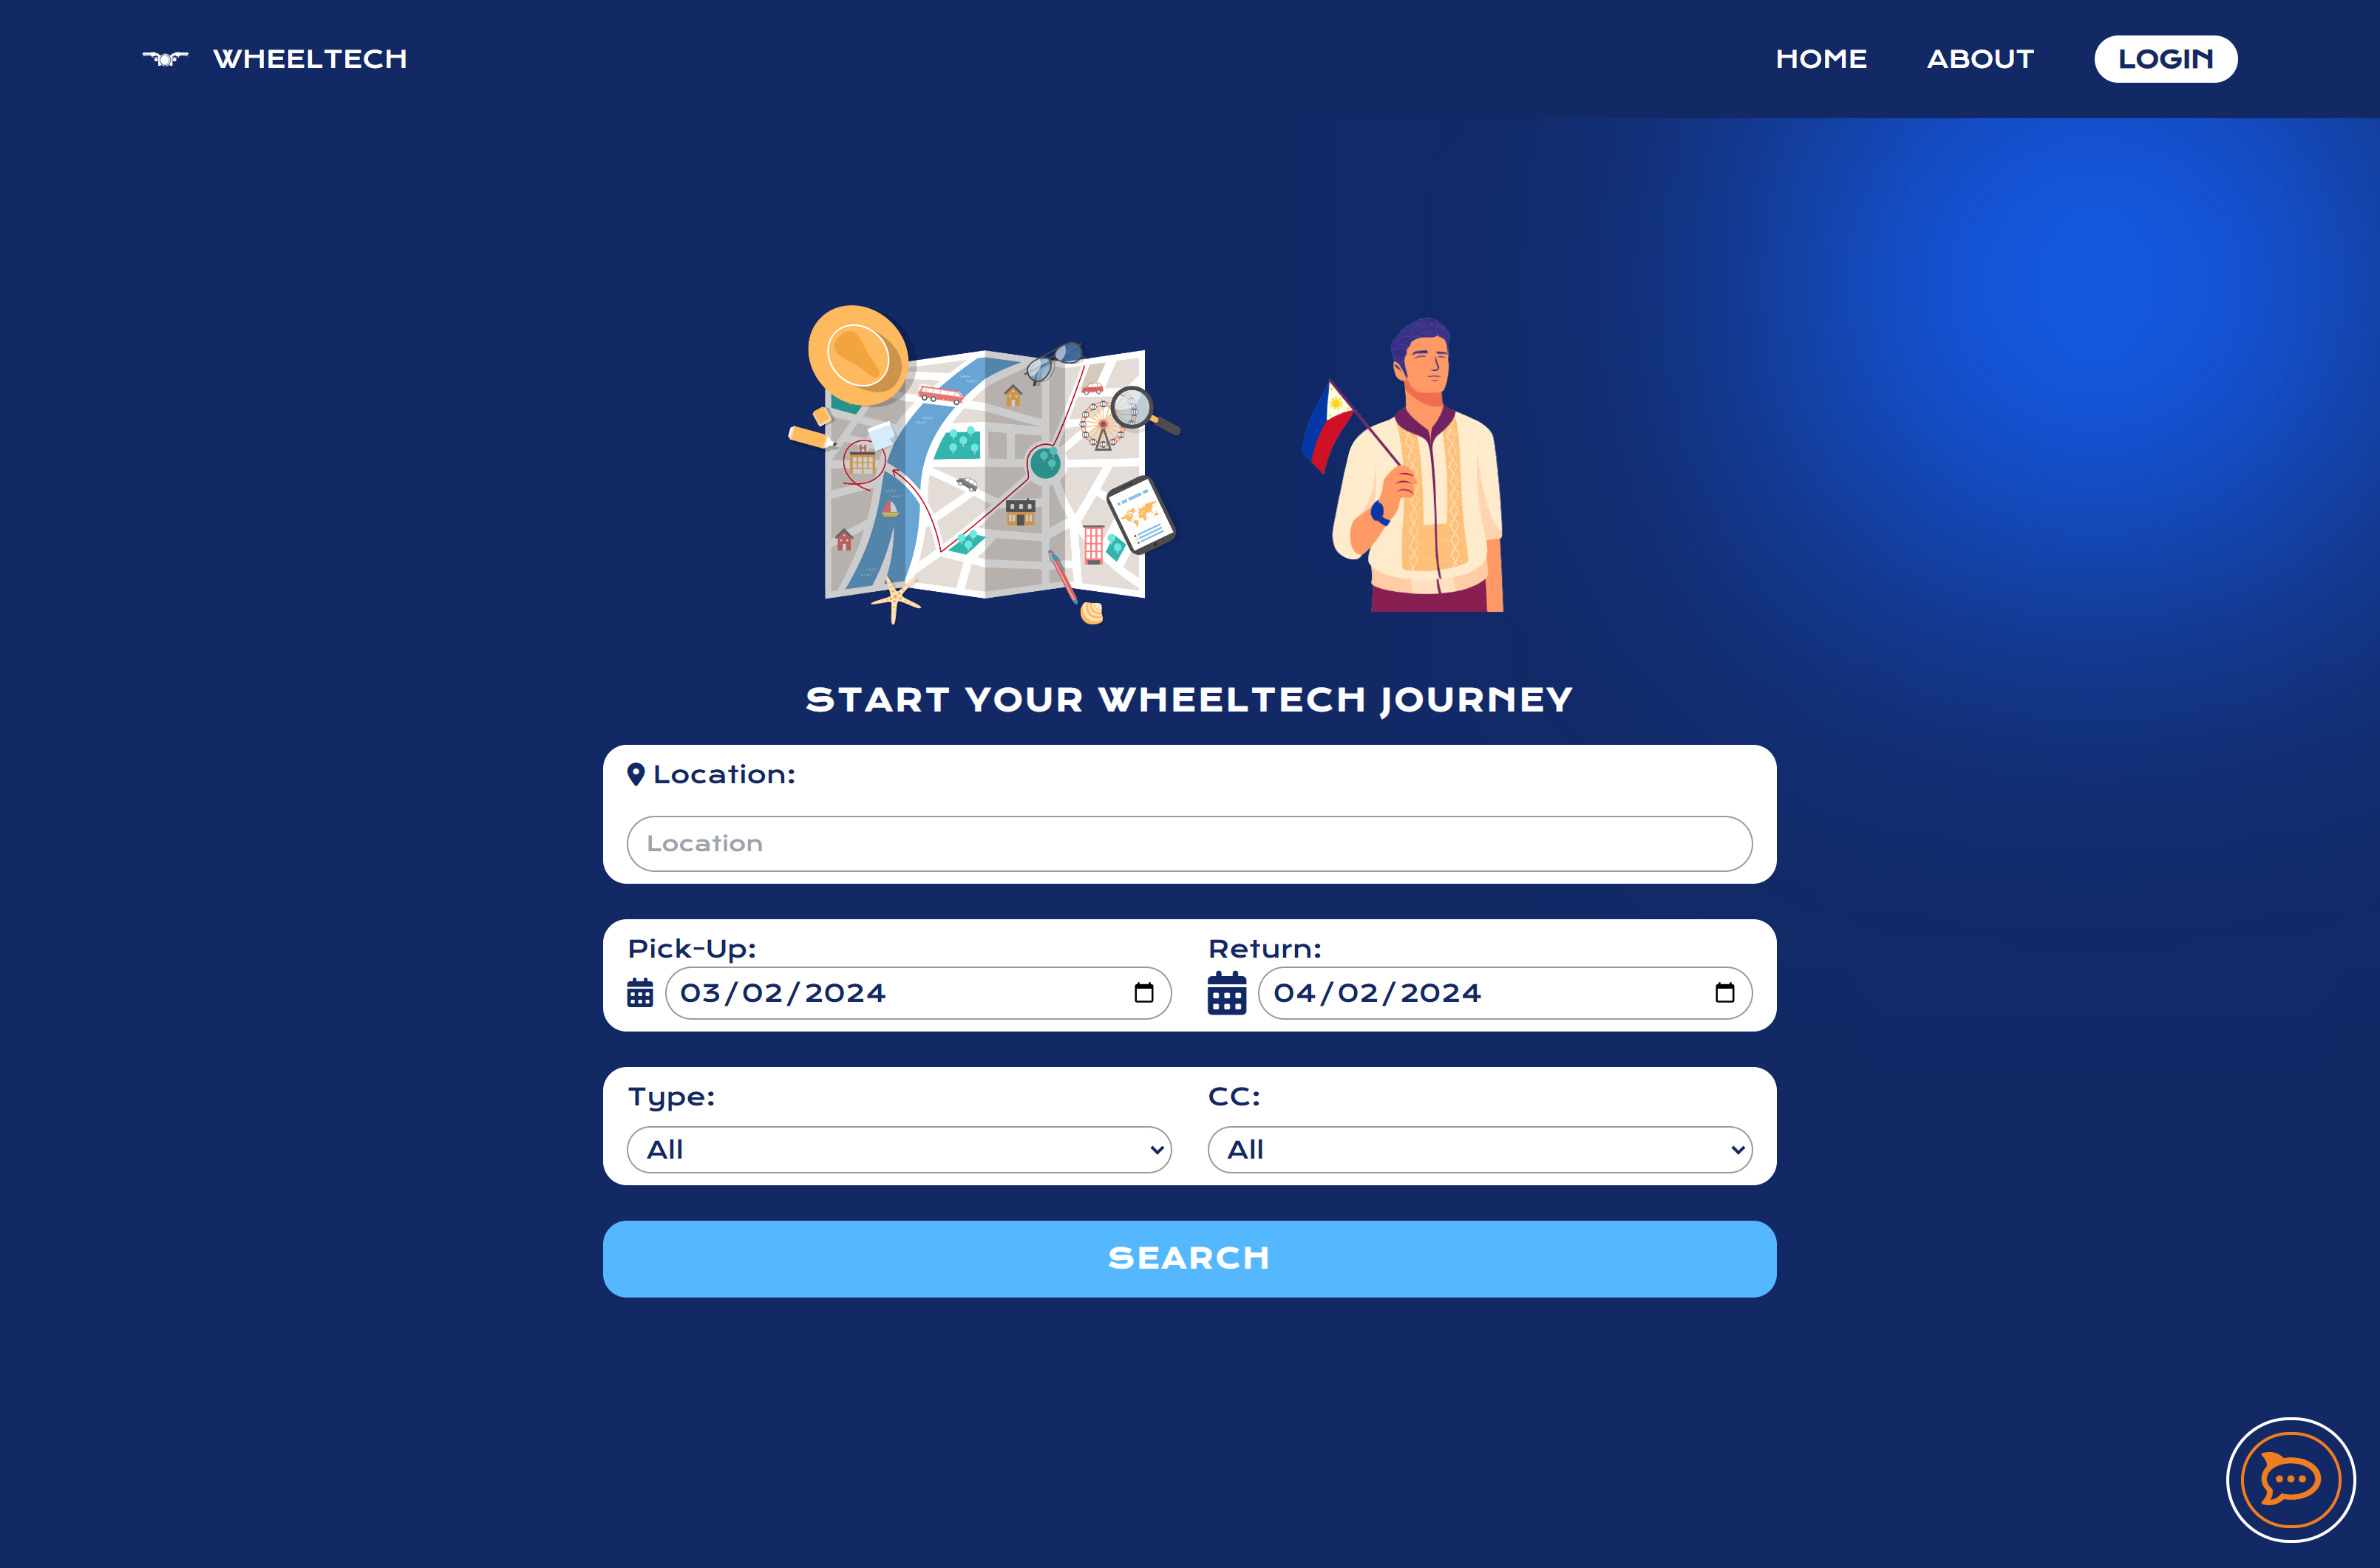 WHEELTECH
HOME ABOUT LOGIN
H
START YOUR WHEELTECH JOURNEY
Location:
Location
Pick-Up: Return:
03/02/2024 04/02/2024
Type: CC:
All All
SEARCH